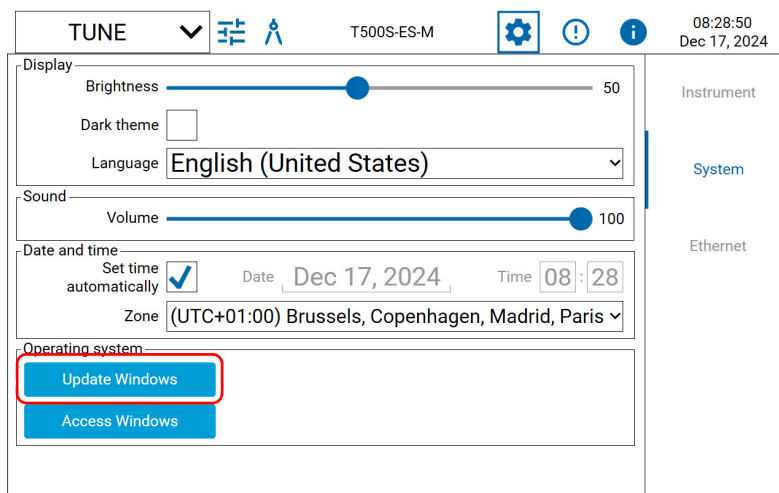 TUNE
T500S-ES-M
08:28:50
Dec 17, 2024
Display
Brightness 50
Dark theme
Language English (United States)
Sound
Volume 100
Date and time
Set time
automatically
Date Dec 17, 2024 Time 08 : 28
Zone (UTC+01:00) Brussels, Copenhagen, Madrid, Paris
Operating system
Update Windows
Access Windows
Instrument
System
Ethernet